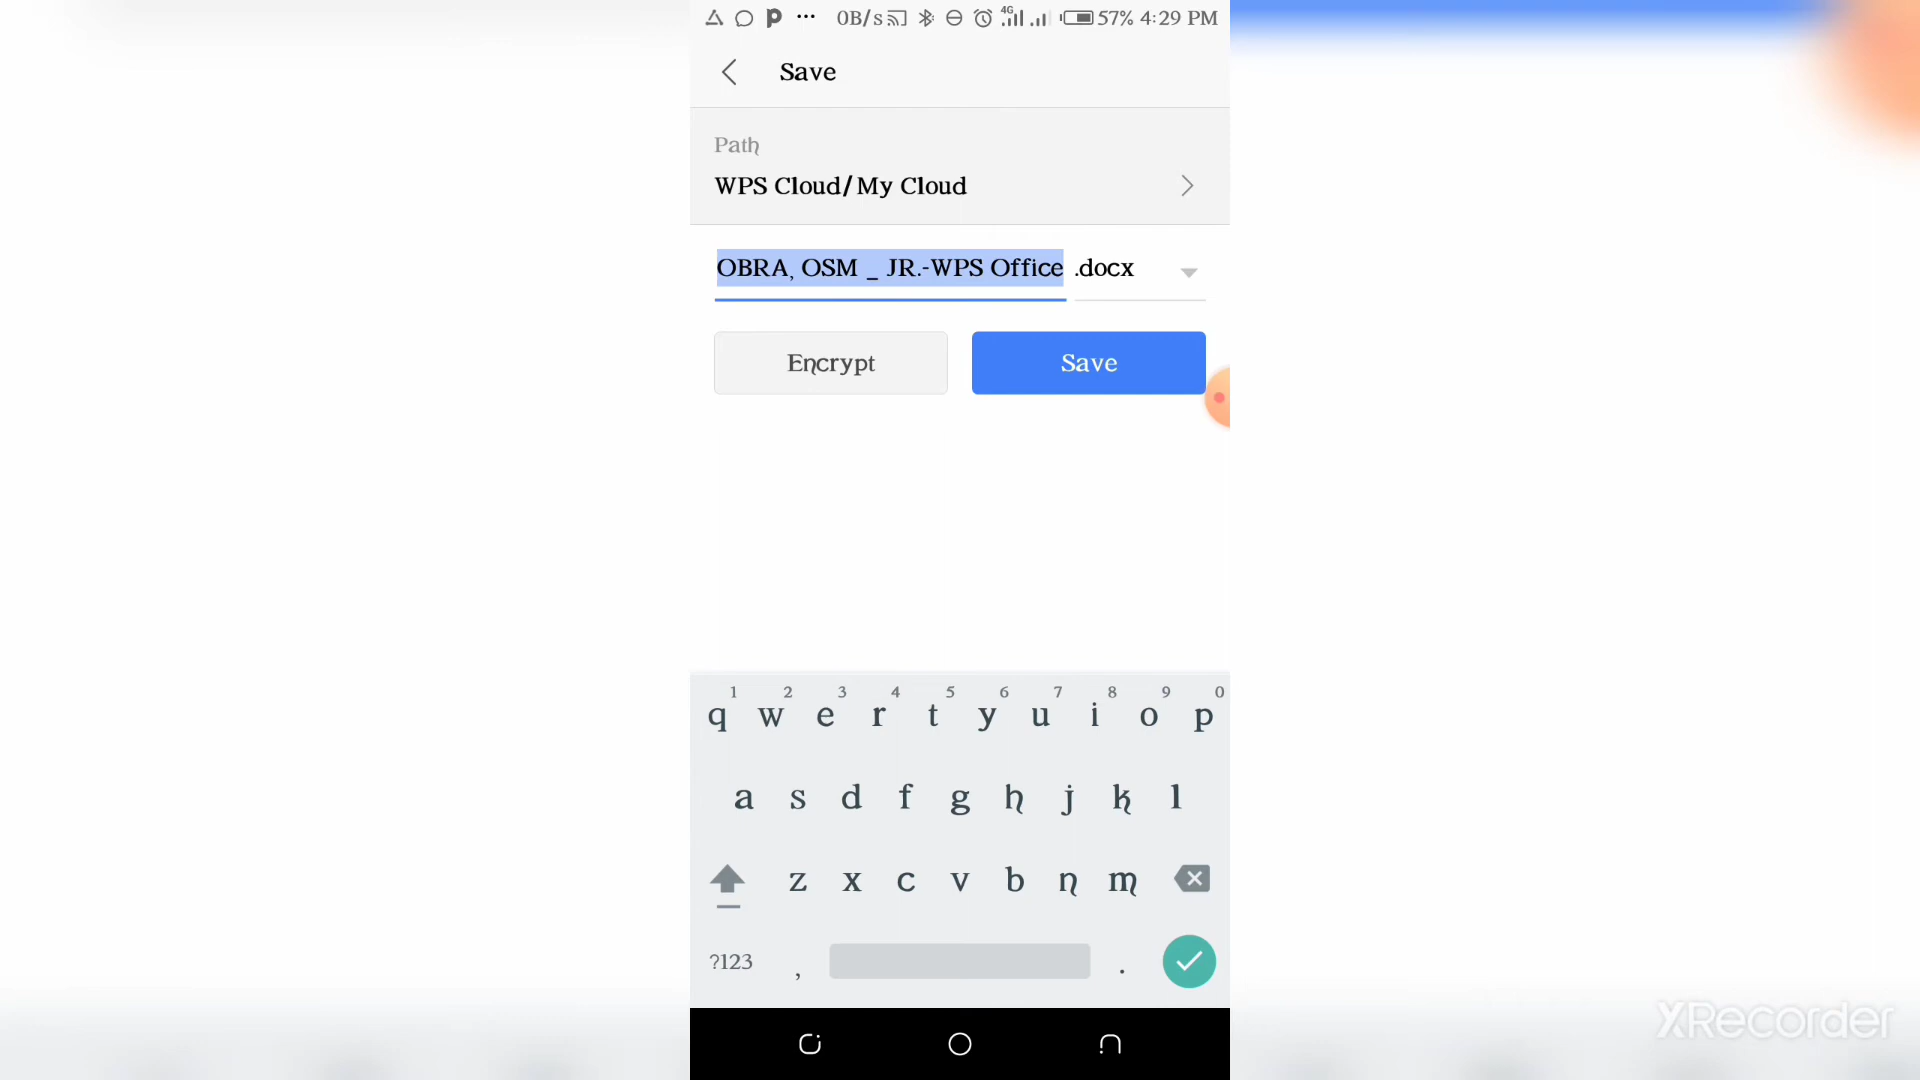 0B/s 4G 57% 4:29 PM
Save
Path
WPS Cloud/My Cloud
OBRA, OSM _ JR.-WPS Office .docx
Encrypt Save
1 2 3 4 5 6 7 8 9 0
q w e r t y u i o p
a s d f g h j k l
z x c v b n m
?123 , .
XRecorder